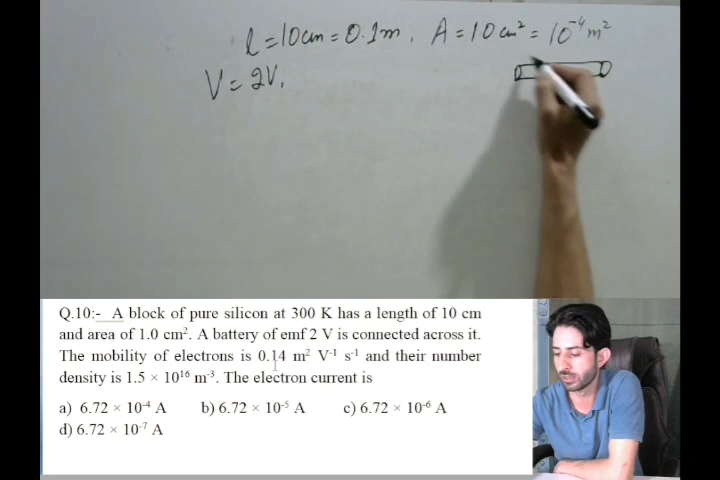 l = 10cm = 0.1m, A = 10 cm² = 10⁻⁴ m²
V = 2V,
Q.10:- A block of pure silicon at 300 K has a length of 10 cm
and area of 1.0 cm². A battery of emf 2 V is connected across it.
The mobility of electrons is 0.14 m² V⁻¹ s⁻¹ and their number
density is 1.5 × 10¹⁶ m⁻³. The electron current is
a) 6.72 × 10⁻⁴ A b) 6.72 × 10⁻⁵ A c) 6.72 × 10⁻⁶ A
d) 6.72 × 10⁻⁷ A